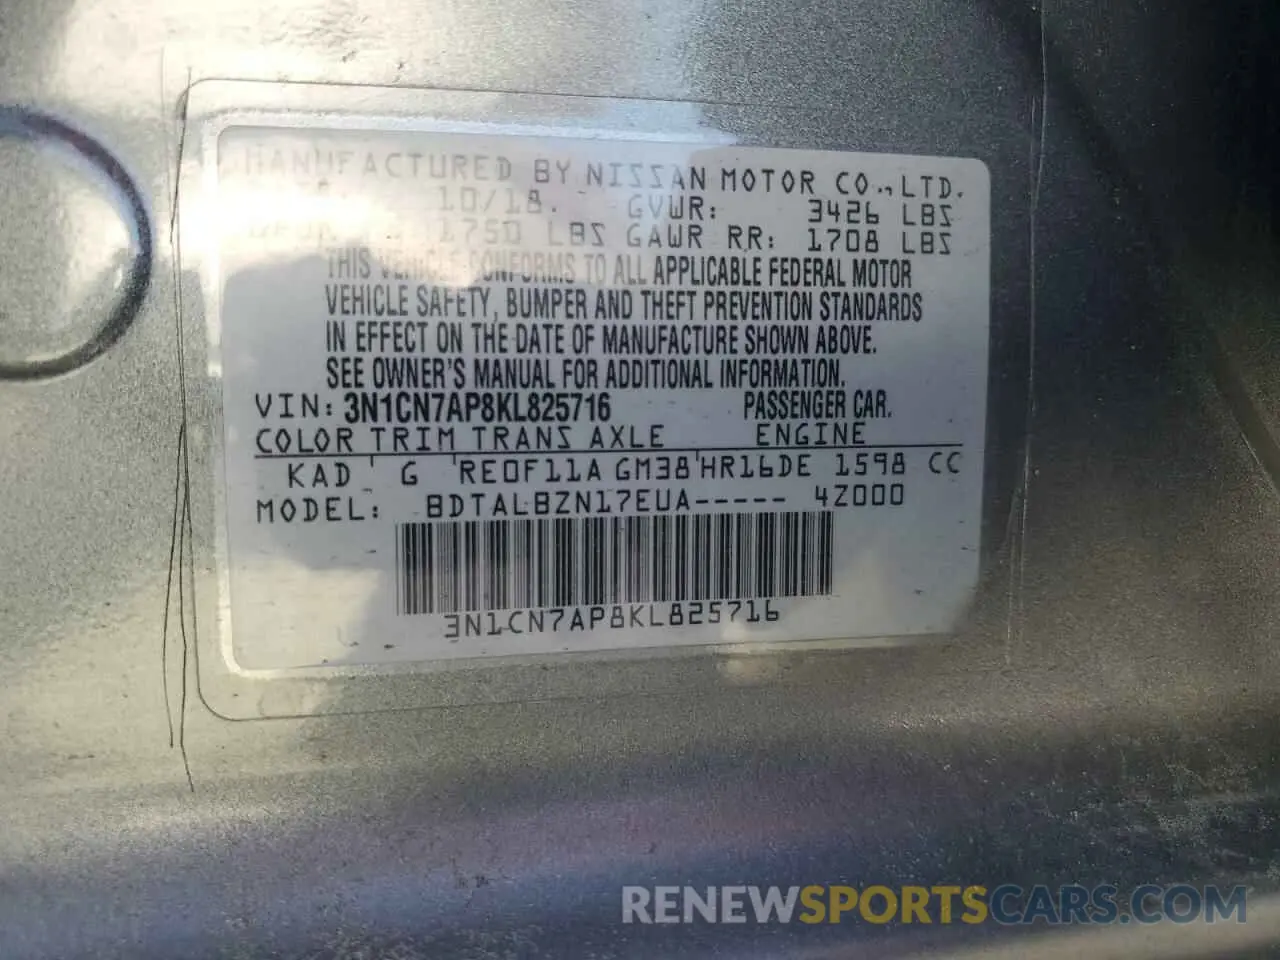 MANUFACTURED BY NISSAN MOTOR CO., LTD.
10/18. GVWR: 3426 LBS
1750 LBS GAWR RR: 1708 LBS
THIS VEHICLE CONFORMS TO ALL APPLICABLE FEDERAL MOTOR
VEHICLE SAFETY, BUMPER AND THEFT PREVENTION STANDARDS
IN EFFECT ON THE DATE OF MANUFACTURE SHOWN ABOVE.
SEE OWNER'S MANUAL FOR ADDITIONAL INFORMATION.
VIN: 3N1CN7AP8KL825716 PASSENGER CAR.
COLOR TRIM TRANS AXLE ENGINE
KAD G RE0F11A GM38 HR16DE 1598 CC
MODEL: BDTALBZN17EUA----- 4Z000
3N1CN7AP8KL825716
RENEWSPORTSCARS.COM